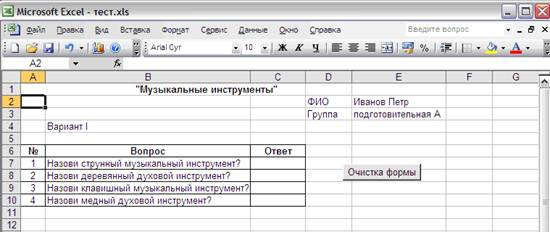 Microsoft Excel - тест.xls
Файл Правка Вид Вставка Формат Сервис Данные Окно Справка Введите вопрос
Arial Cyr 10 Ж К Ч
A2 fx
A B C D E F G
1 "Музыкальные инструменты"
2 ФИО Иванов Петр
3 Группа подготовительная А
4 Вариант I
5
6 № Вопрос Ответ
7 1 Назови струнный музыкальный инструмент?
8 2 Назови деревянный духовой инструмент? Очистка формы
9 3 Назови клавишный музыкальный инструмент?
10 4 Назови медный духовой инструмент?
11
12